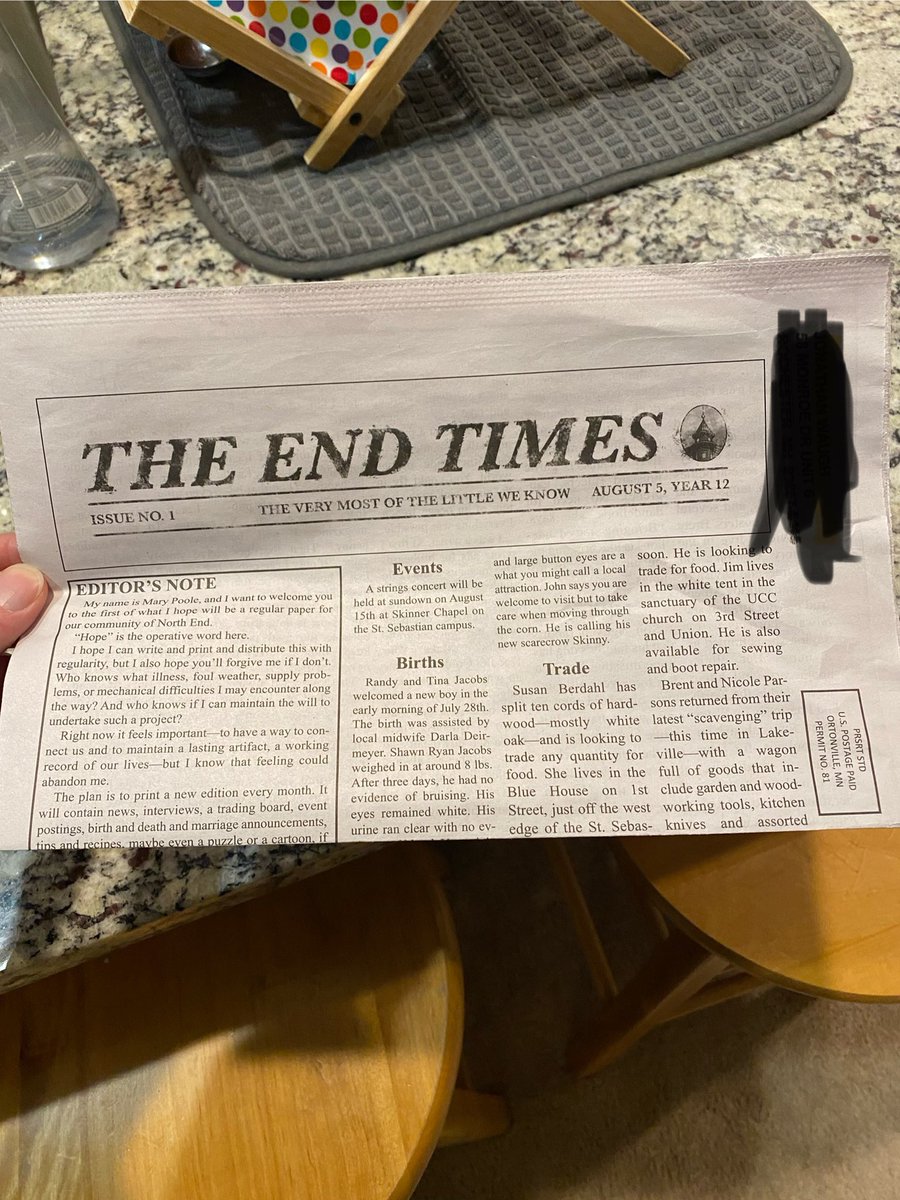 THE END TIMES
ISSUE NO. 1
THE VERY MOST OF THE LITTLE WE KNOW
AUGUST 5, YEAR 12
EDITOR'S NOTE
My name is Mary Poole, and I want to welcome you
to the first of what I hope will be a regular paper for
our community of North End.
"Hope" is the operative word here.
I hope I can write and print and distribute this with
regularity, but I also hope you'll forgive me if I don't.
Who knows what illness, foul weather, supply prob-
lems, or mechanical difficulties I may encounter along
the way? And who knows if I can maintain the will to
undertake such a project?
Right now it feels important—to have a way to con-
nect us and to maintain a lasting artifact, a working
record of our lives—but I know that feeling could
abandon me.
The plan is to print a new edition every month. It
will contain news, interviews, a trading board, event
postings, birth and death and marriage announcements,
tips and recipes, maybe even a puzzle or a cartoon, if
Events
A strings concert will be
held at sundown on August
15th at Skinner Chapel on
the St. Sebastian campus.
Births
Randy and Tina Jacobs
welcomed a new boy in the
early morning of July 28th.
The birth was assisted by
local midwife Darla Deir-
meyer. Shawn Ryan Jacobs
weighed in at around 8 lbs.
After three days, he had no
evidence of bruising. His
eyes remained white. His
urine ran clear with no ev-
and large button eyes are a
what you might call a local
attraction. John says you are
welcome to visit but to take
care when moving through
the corn. He is calling his
new scarecrow Skinny.
Trade
Susan Berdahl has
split ten cords of hard-
wood—mostly white
oak—and is looking to
trade any quantity for
food. She lives in the
Blue House on 1st
Street, just off the west
edge of the St. Sebas-
soon. He is looking to
trade for food. Jim lives
in the white tent in the
sanctuary of the UCC
church on 3rd Street
and Union. He is also
available for sewing
and boot repair.
Brent and Nicole Par-
sons returned from their
latest "scavenging" trip
—this time in Lake-
ville—with a wagon
full of goods that in-
clude garden and wood-
working tools, kitchen
knives and assorted
PRSRT STD
U.S. POSTAGE PAID
ORTONVILLE, MN
PERMIT NO. 81